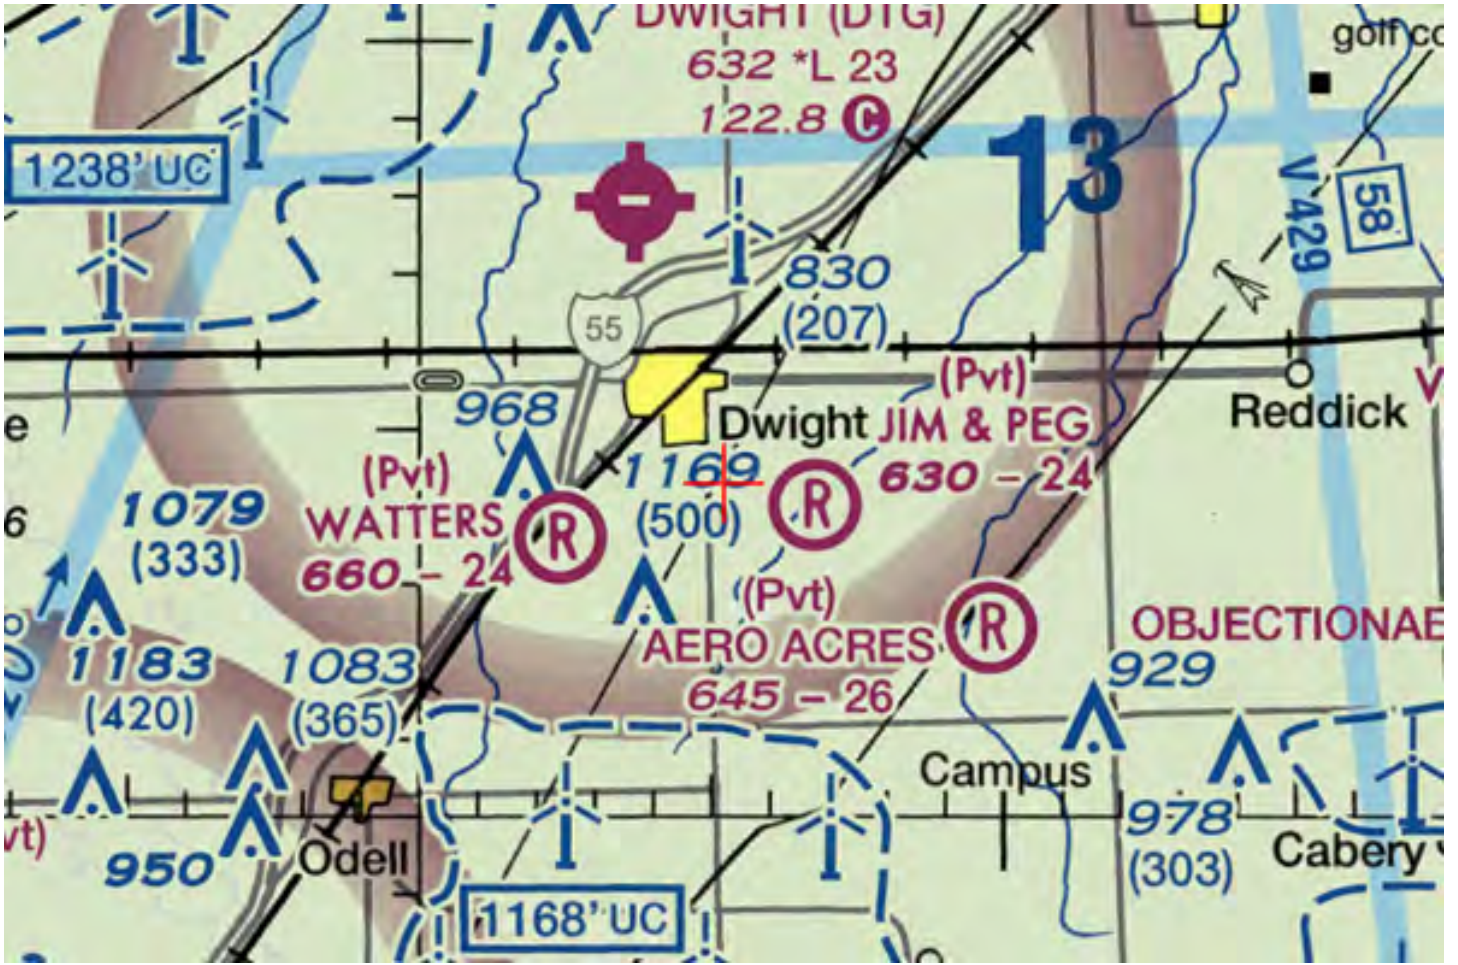 DWIGHT (DTG)
632 *L 23
122.8 C
golf co
1238' UC
13
V 429
58
830
(207)
55
968
Dwight
(Pvt)
JIM & PEG
630 - 24
Reddick
V
e
6
1169
(500)
R
(Pvt)
WATTERS
660 - 24
R
1079
(333)
(Pvt)
AERO ACRES
645 - 26
R
OBJECTIONAB
929
1183
(420)
1083
(365)
Campus
978
(303)
Cabery
vt)
950
Odell
1168' UC